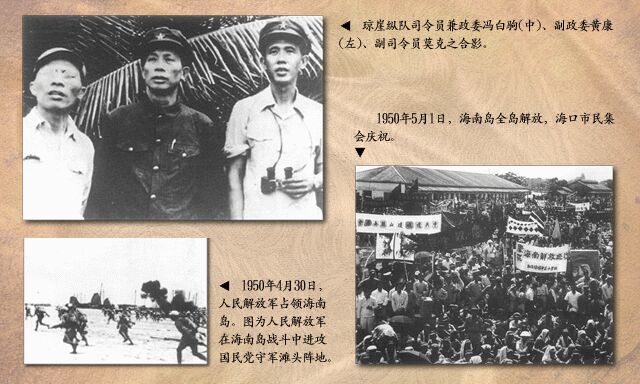 ◀ 琼崖纵队司令员兼政委冯白驹(中)、副政委黄康
(左)、副司令员莫克之合影。
1950年5月1日，海南岛全岛解放，海口市民集
会庆祝。
▼
◀ 1950年4月30日，
人民解放军占领海南
岛。图为人民解放军
在海南岛战斗中进攻
国民党守军滩头阵地。